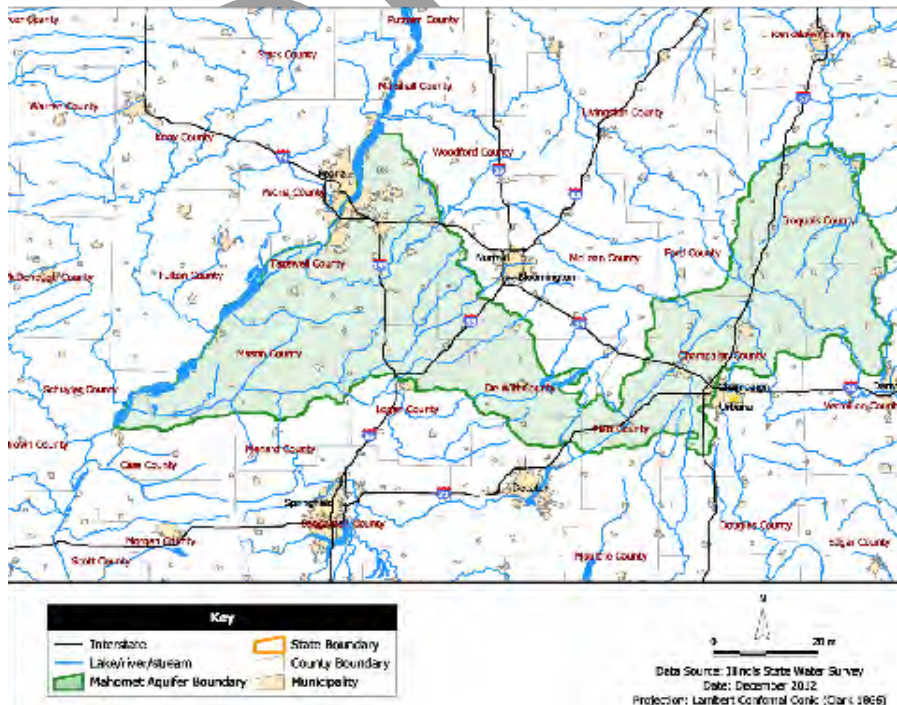 Putnam County
Stark County
Kankakee County
Marshall County
Warren County
Livingston County
Knox County
Woodford County
Peoria
Peoria County
Iroquois County
Tazewell County
Normal
McLean County
Ford County
Fulton County
Bloomington
Mason County
Champaign County
Schuyler County
De Witt County
Logan County
Urbana
Vermilion County
Piatt County
Menard County
Cass County
Decatur
Springfield
Sangamon County
Douglas County
Morgan County
Edgar County
Scott County
Moultrie County
Key
Interstate
State Boundary
Lake/river/stream
County Boundary
Mahomet Aquifer Boundary
Municipality
N
0 20 m
Data Source: Illinois State Water Survey
Date: December 2012
Projection: Lambert Conformal Conic (Clark 1866)